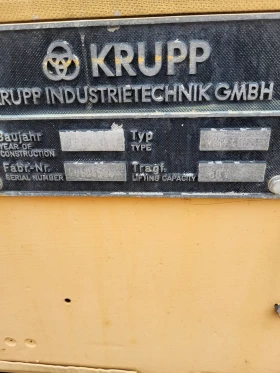 KRUPP
KRUPP INDUSTRIETECHNIK GMBH
Baujahr
YEAR OF
CONSTRUCTION
Typ
TYPE
Fabr.-Nr.
SERIAL NUMBER
Tragf.
LIFTING CAPACITY